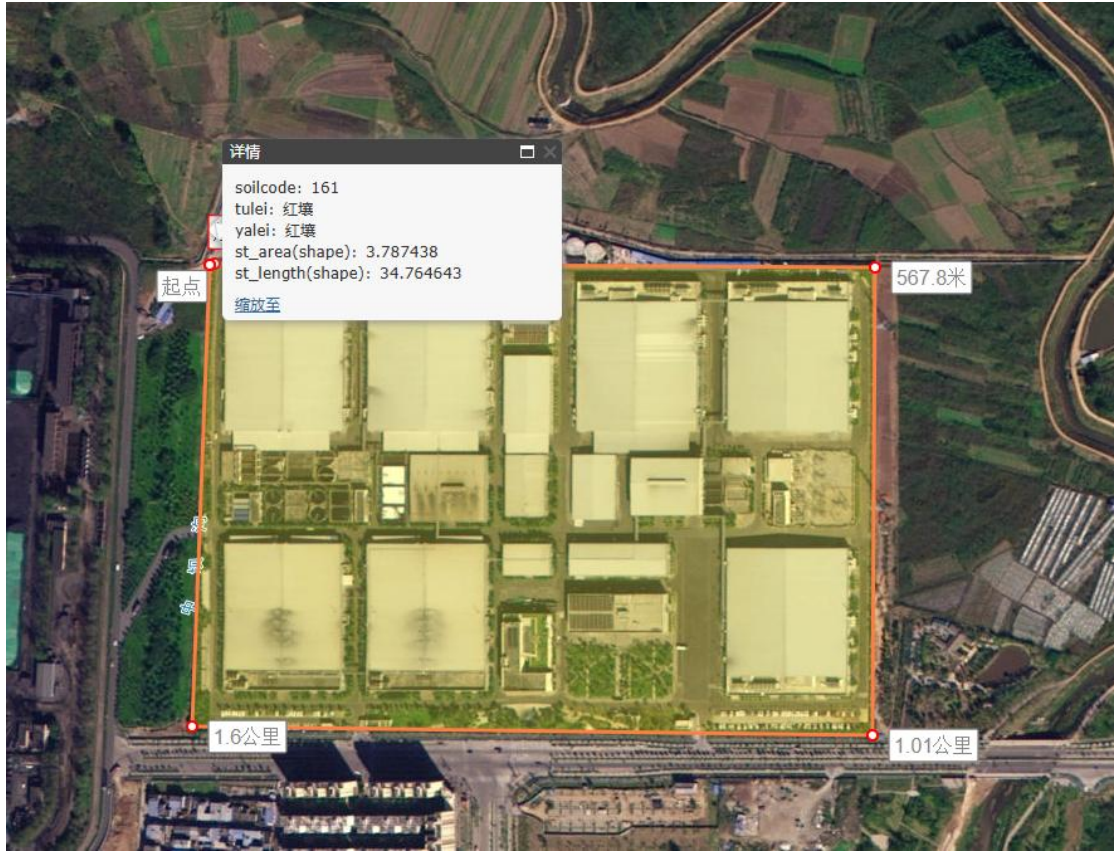 详情
soilcode: 161
tulei: 红壤
yalei: 红壤
st_area(shape): 3.787438
st_length(shape): 34.764643
缩放至
起点
567.8米
1.6公里
1.01公里